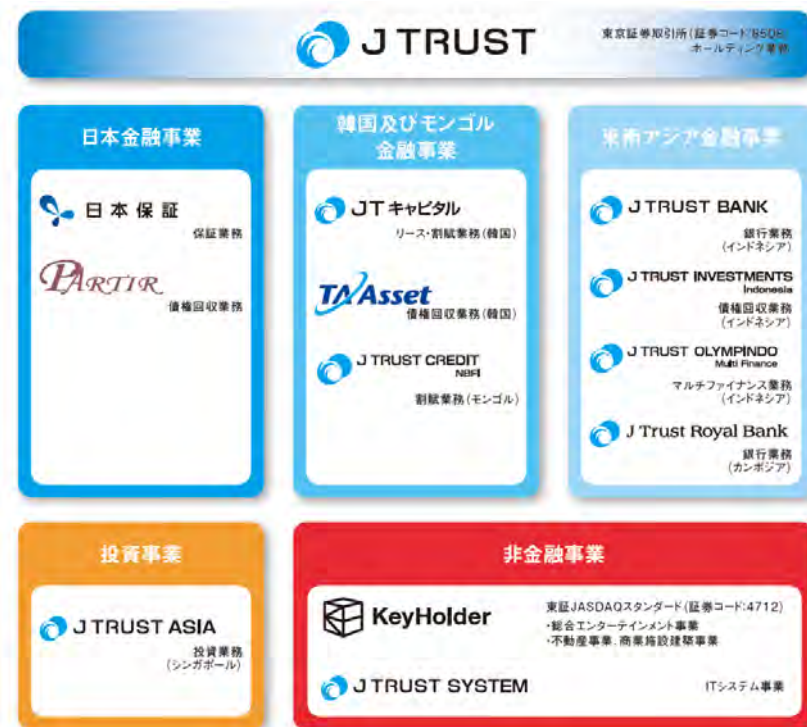 J TRUST
東京証券取引所(証券コード:8508)
ホールディング業務
日本金融事業
日本保証
保証業務
PARTIR
債権回収業務
韓国及びモンゴル
金融事業
JTキャピタル
リース・割賦業務(韓国)
TA Asset
債権回収業務(韓国)
J TRUST CREDIT
NBFI
割賦業務(モンゴル)
東南アジア金融事業
J TRUST BANK
銀行業務
(インドネシア)
J TRUST INVESTMENTS
Indonesia
債権回収業務
(インドネシア)
J TRUST OLYMPINDO
Multi Finance
マルチファイナンス業務
(インドネシア)
J Trust Royal Bank
銀行業務
(カンボジア)
投資事業
J TRUST ASIA
投資業務
(シンガポール)
非金融事業
KeyHolder
東証JASDAQスタンダード(証券コード:4712)
・総合エンターテインメント事業
・不動産事業、商業施設建築事業
J TRUST SYSTEM
ITシステム事業